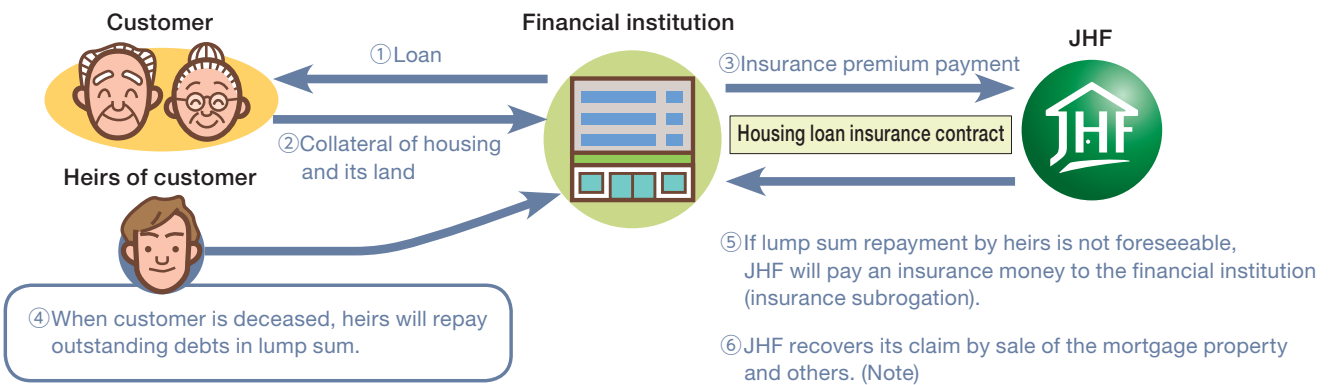 Customer
Financial institution
JHF
①Loan
③Insurance premium payment
JHF
Housing loan insurance contract
②Collateral of housing
and its land
Heirs of customer
④When customer is deceased, heirs will repay
outstanding debts in lump sum.
⑤If lump sum repayment by heirs is not foreseeable,
JHF will pay an insurance money to the financial institution
(insurance subrogation).
⑥JHF recovers its claim by sale of the mortgage property
and others. (Note)